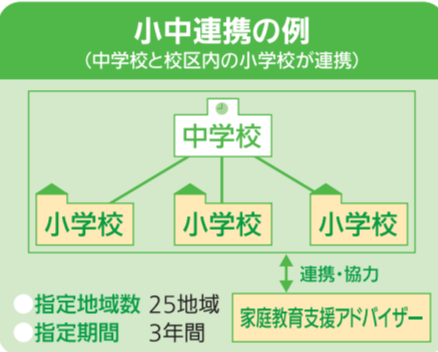 小中連携の例
(中学校と校区内の小学校が連携)
中学校
小学校 小学校 小学校
連携・協力
●指定地域数 25地域
●指定期間 3年間
家庭教育支援アドバイザー